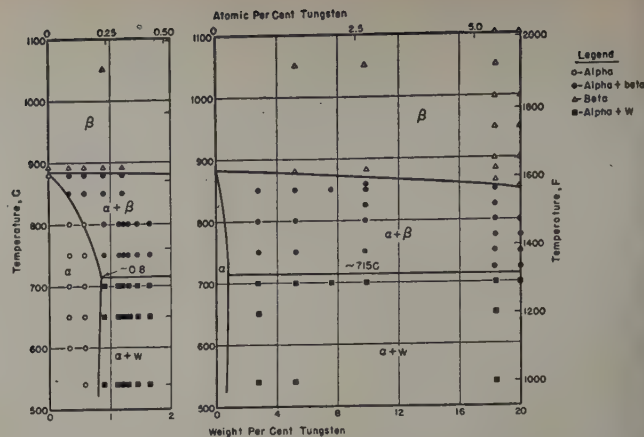 Atomic Per Cent Tungsten
0 0.25 0.50
0 2.5 5.0
1100 1100 2000
Legend
o-Alpha
●-Alpha + beta
△-Beta
■-Alpha + W
β β
1000 1000 1800
900 900
1600
α + β α + β
800 800
1400
α ~0.8 α ~715C
700 700
1200
600 600
α + w α + w
1000
500 500
0 1 2 0 4 8 12 16 20
Temperature, C
Temperature, F
Weight Per Cent Tungsten